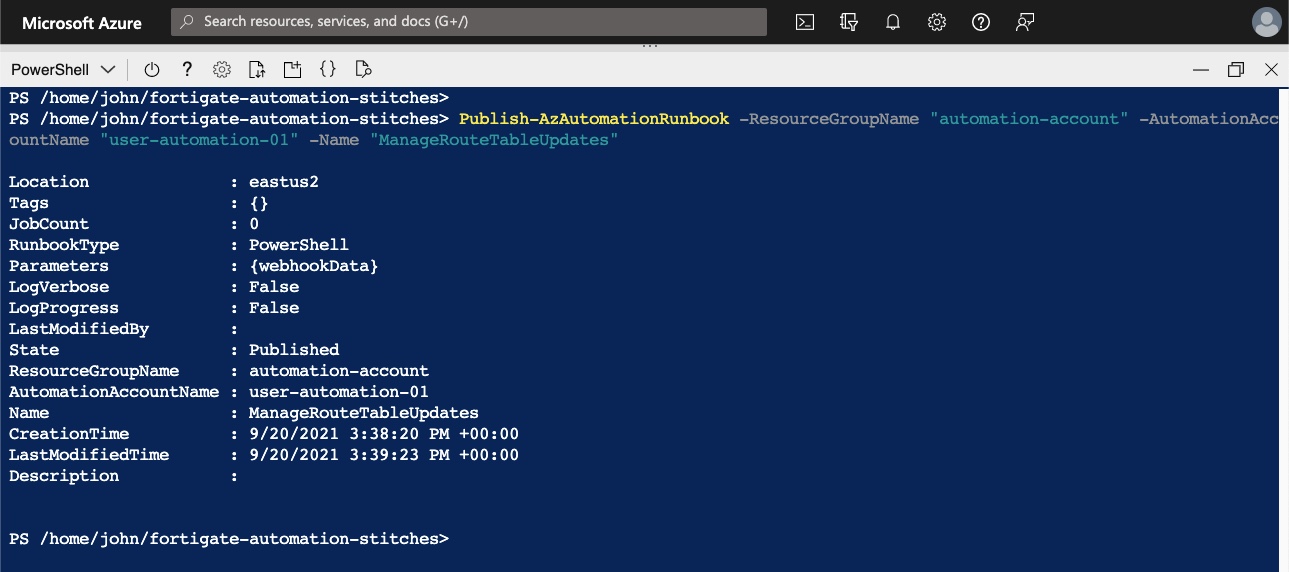 Microsoft Azure
Search resources, services, and docs (G+/)
PowerShell
PS /home/john/fortigate-automation-stitches>
PS /home/john/fortigate-automation-stitches> Publish-AzAutomationRunbook -ResourceGroupName "automation-account" -AutomationAcc
ountName "user-automation-01" -Name "ManageRouteTableUpdates"
Location : eastus2
Tags : {}
JobCount : 0
RunbookType : PowerShell
Parameters : {webhookData}
LogVerbose : False
LogProgress : False
LastModifiedBy :
State : Published
ResourceGroupName : automation-account
AutomationAccountName : user-automation-01
Name : ManageRouteTableUpdates
CreationTime : 9/20/2021 3:38:20 PM +00:00
LastModifiedTime : 9/20/2021 3:39:23 PM +00:00
Description :
PS /home/john/fortigate-automation-stitches>